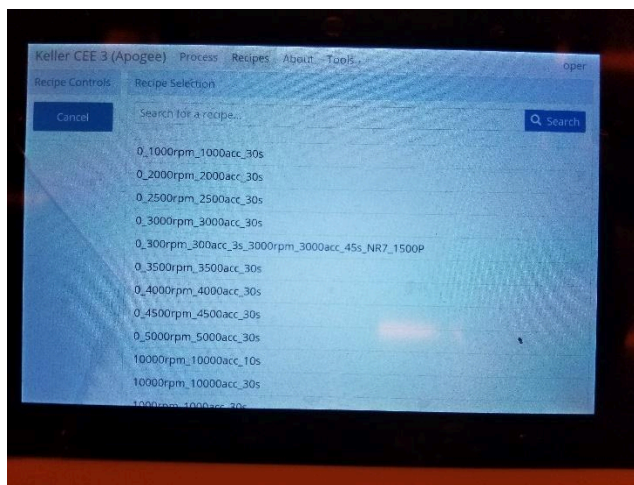 Keller CEE 3 (Apogee) Process Recipes About Tools oper
Recipe Controls Recipe Selection
Cancel Search for a recipe... Search
0_1000rpm_1000acc_30s
0_2000rpm_2000acc_30s
0_2500rpm_2500acc_30s
0_3000rpm_3000acc_30s
0_300rpm_300acc_3s_3000rpm_3000acc_45s_NR7_1500P
0_3500rpm_3500acc_30s
0_4000rpm_4000acc_30s
0_4500rpm_4500acc_30s
0_5000rpm_5000acc_30s
10000rpm_10000acc_10s
10000rpm_10000acc_30s
1000rpm_1000acc_30s